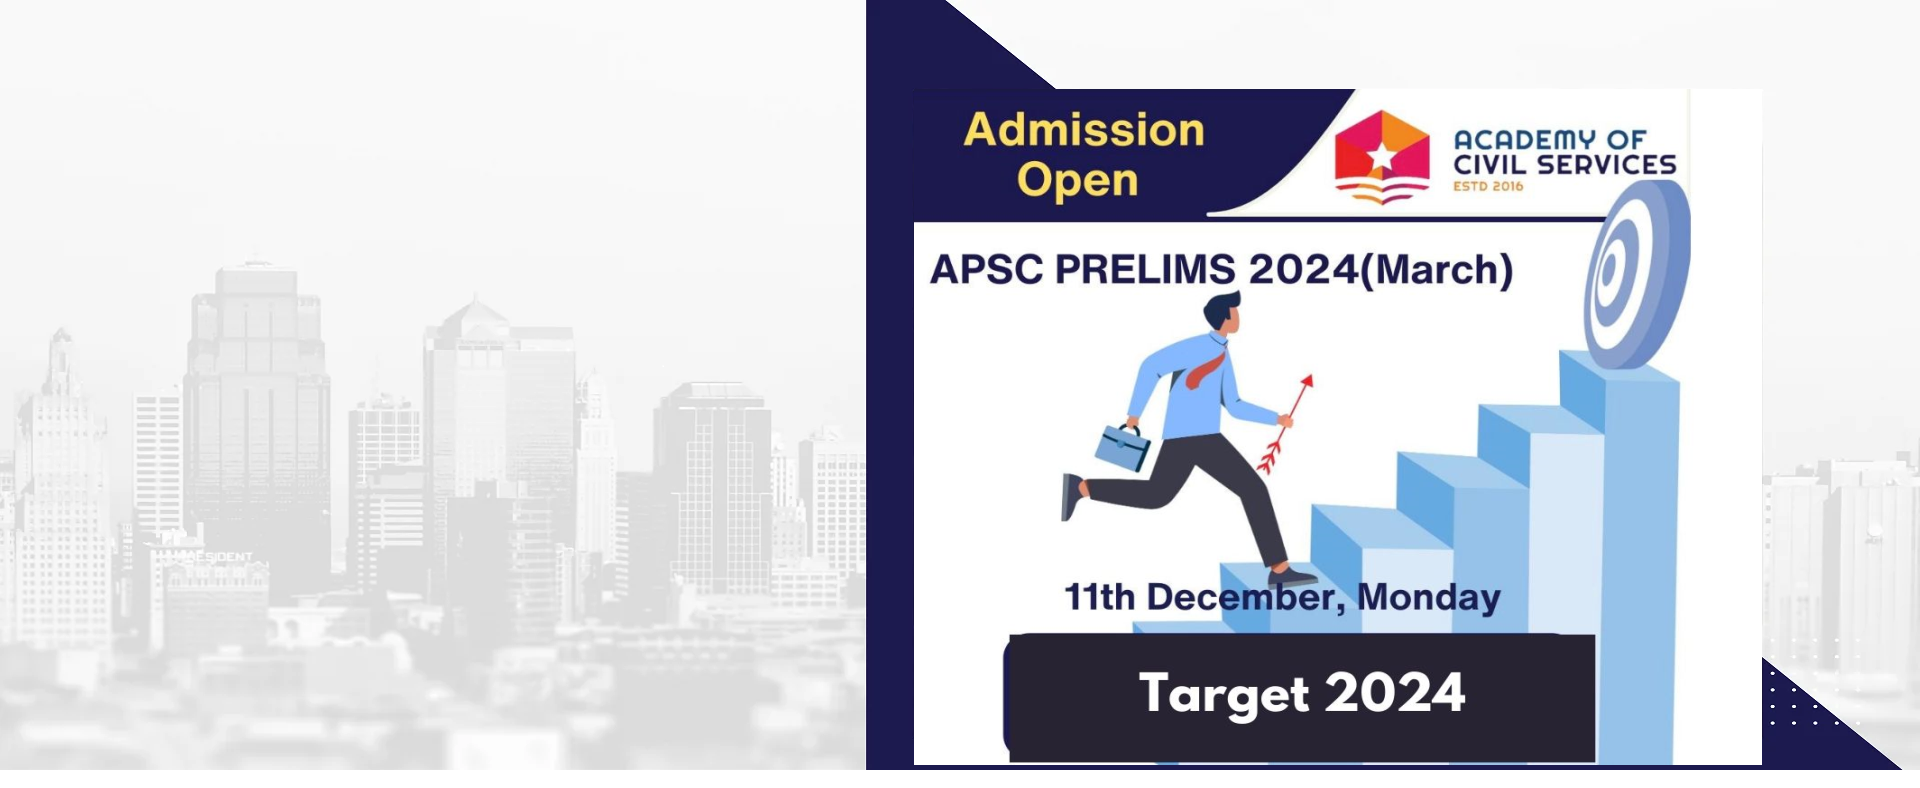 Admission
Open
ACADEMY OF
CIVIL SERVICES
ESTD 2016
APSC PRELIMS 2024(March)
11th December, Monday
Target 2024